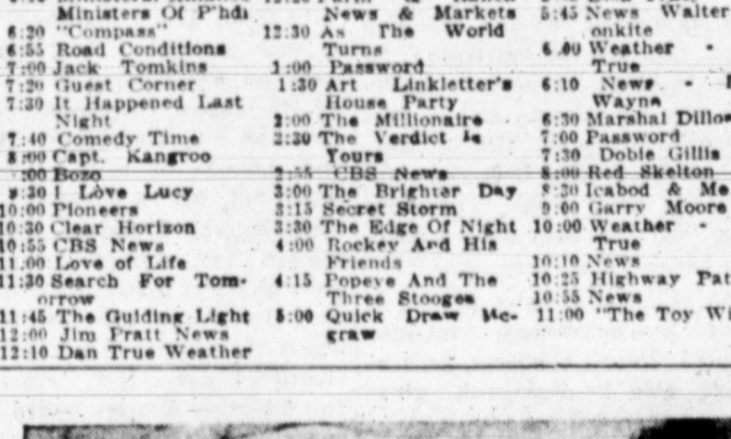 Ministers Of P'hdi
6:20 "Compass"
6:55 Road Conditions
7:00 Jack Tomkins
7:20 Guest Corner
7:30 It Happened Last
Night
7:40 Comedy Time
8:00 Capt. Kangroo
:00 Bozo
9:30 I Love Lucy
10:00 Pioneers
10:30 Clear Horizon
10:55 CBS News
11:00 Love of Life
11:30 Search For Tom-
orrow
11:45 The Guiding Light
12:00 Jim Pratt News
12:10 Dan True Weather
News & Markets
12:30 As The World
Turns
1:00 Password
1:30 Art Linkletter's
House Party
2:00 The Millionaire
2:30 The Verdict is
Yours
2:55 CBS News
3:00 The Brighter Day
3:15 Secret Storm
3:30 The Edge Of Night
4:00 Rockey And His
Friends
4:15 Popeye And The
Three Stooges
5:00 Quick Draw Mc-
graw
5:45 News Walter
onkite
6:00 Weather -
True
6:10 News -
Wayne
6:30 Marshal Dillo
7:00 Password
7:30 Dobie Gillis
8:00 Red Skelton
8:30 Icabod & Me
9:00 Garry Moore
10:00 Weather -
True
10:10 News
10:25 Highway Pat
10:55 News
11:00 "The Toy Wi